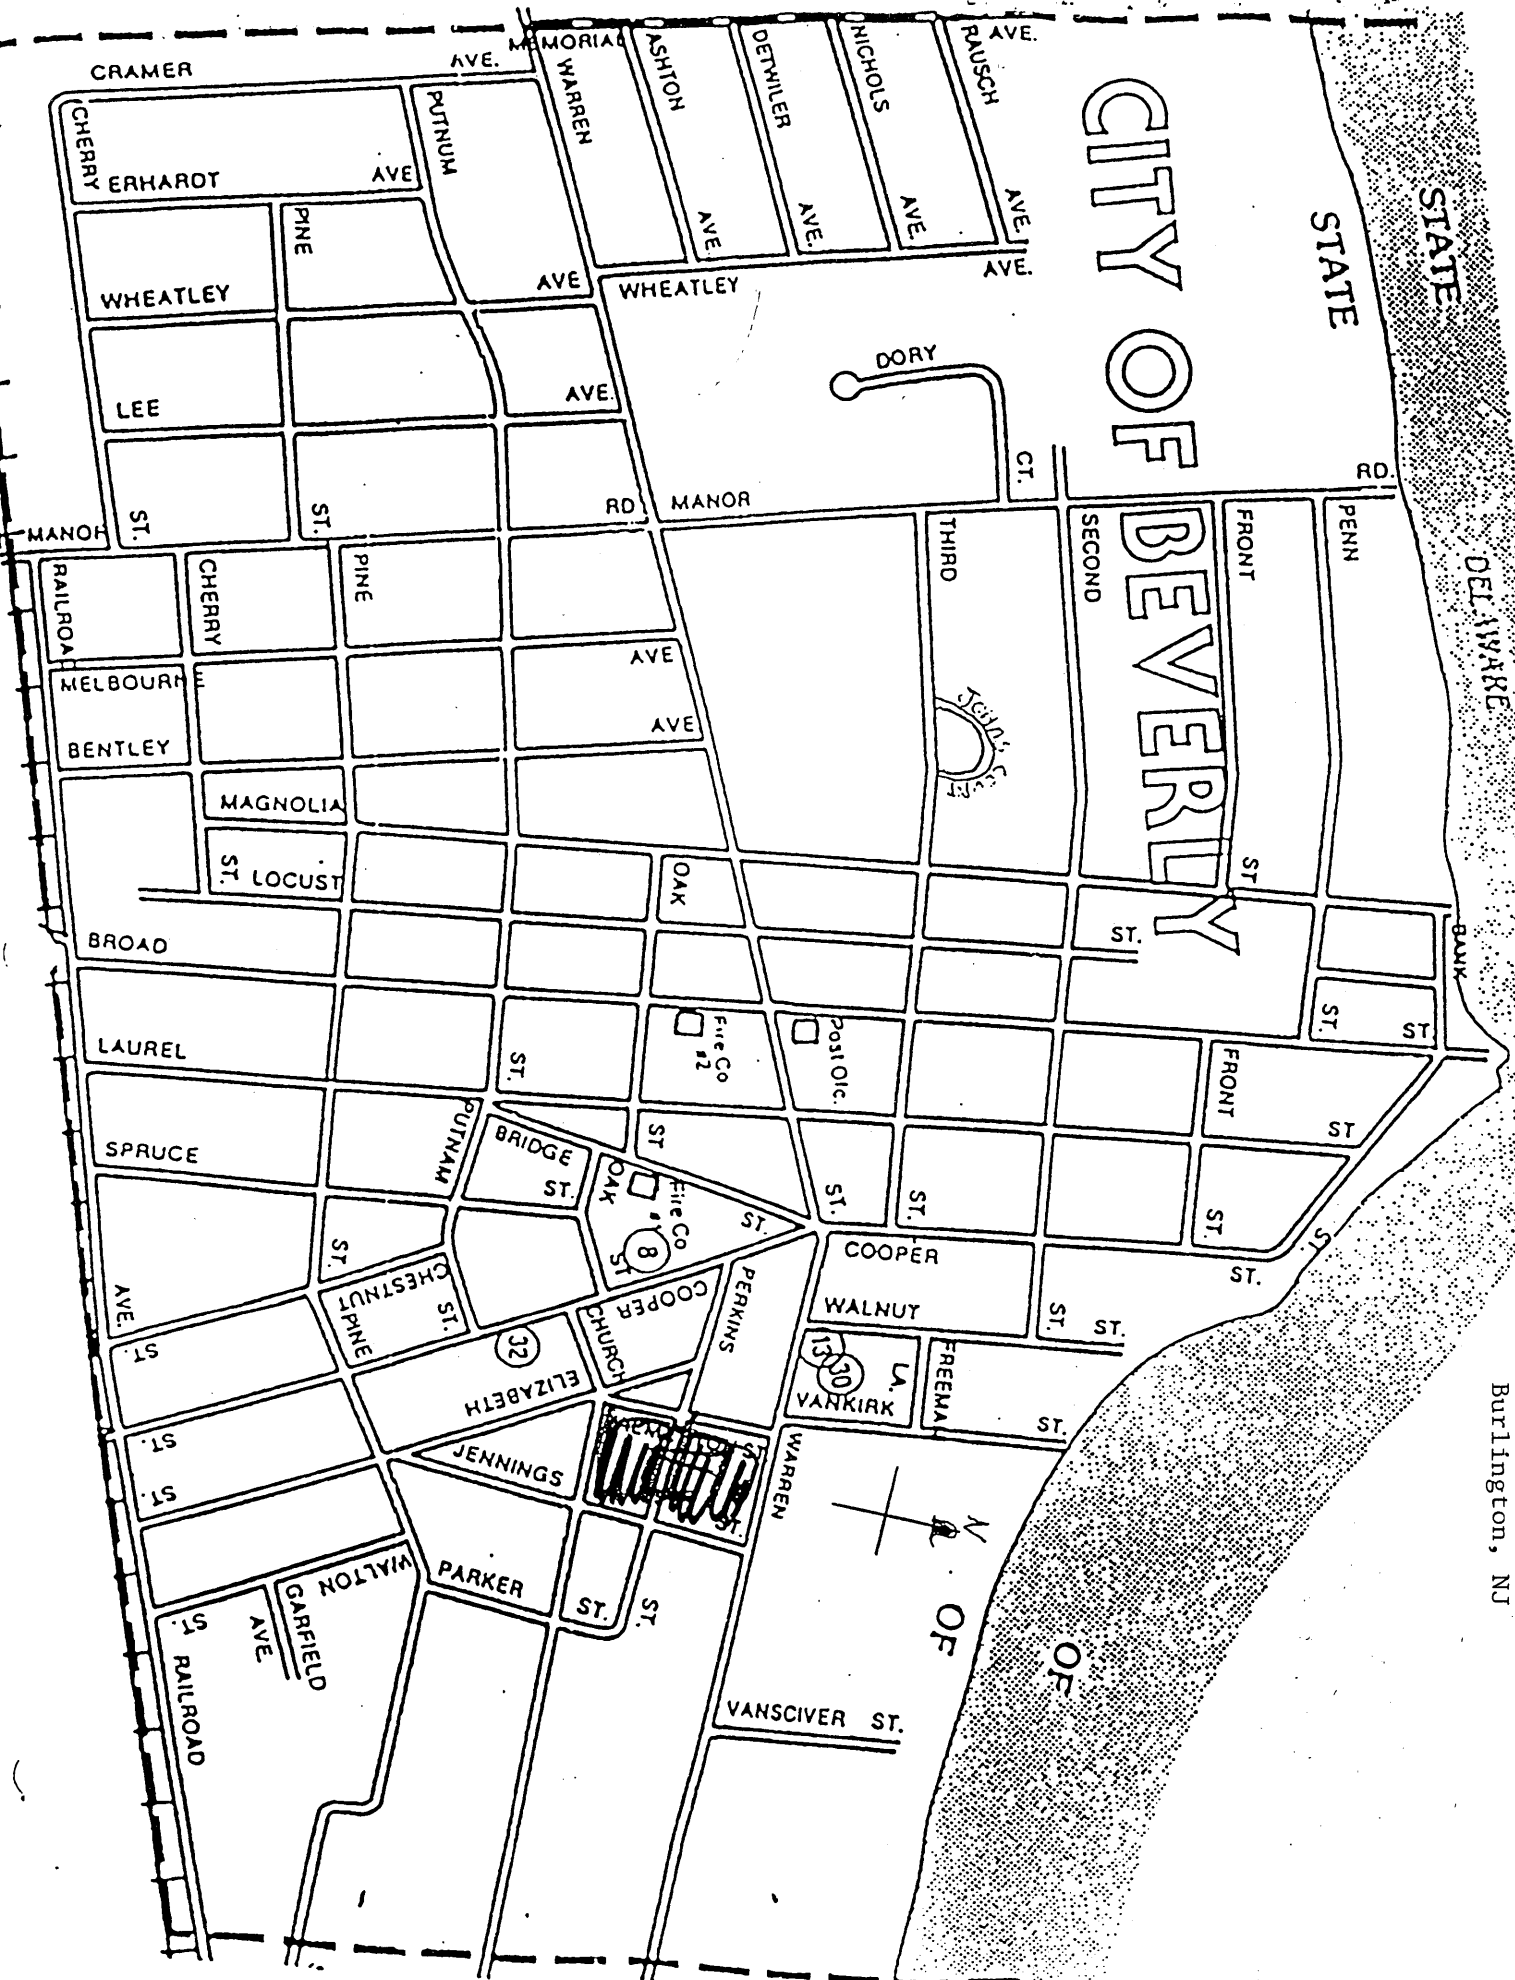 MEMORIAL AVE.
CRAMER AVE.
CHERRY
PUTNUM
WARREN
ASHTON AVE.
DETWILER AVE.
NICHOLS AVE.
RAUSCH AVE.
ERHARDT AVE
PINE
WHEATLEY AVE
WHEATLEY AVE.
LEE AVE.
DORY CT.
CITY OF BEVERLY
STATE
STATE
DELAWARE
MANOR ST. ST. RD
MANOR RD.
RAILROA
CHERRY
PINE
THIRD
SECOND
FRONT
PENN
MELBOURNE AVE
BENTLEY AVE
MAGNOLIA
ST
ST.
LOCUST ST.
OAK
BANK
BROAD ST.
ST.
Fire Co
#2
Post Ofc.
LAUREL ST
ST.
FRONT
PUTNAM
BRIDGE ST.
ST
SPRUCE ST.
OAK ST
Fire Co
8
ST.
ST.
ST.
ST.
COOPER ST.
ST.
CHESTNUT ST.
ST.
COOPER
PERKINS
WALNUT ST.
ST.
AVE.
PINE
32
CHURCH
13
30
LA.
FREEMAN
VANKIRK ST.
ELIZABETH ST.
JENNINGS ST.
ST.
WARREN
N
WALTON ST.
PARKER ST.
ST.
GARFIELD AVE.
RAILROAD
VANSCIVER ST.
OF
OF
Burlington, NJ